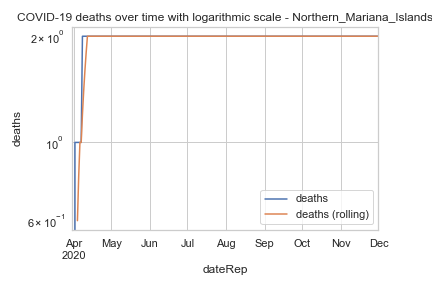 COVID-19 deaths over time with logarithmic scale - Northern_Mariana_Islands
2 × 10⁰
10⁰
6 × 10⁻¹
deaths
deaths
deaths (rolling)
Apr May Jun Jul Aug Sep Oct Nov Dec
2020
dateRep